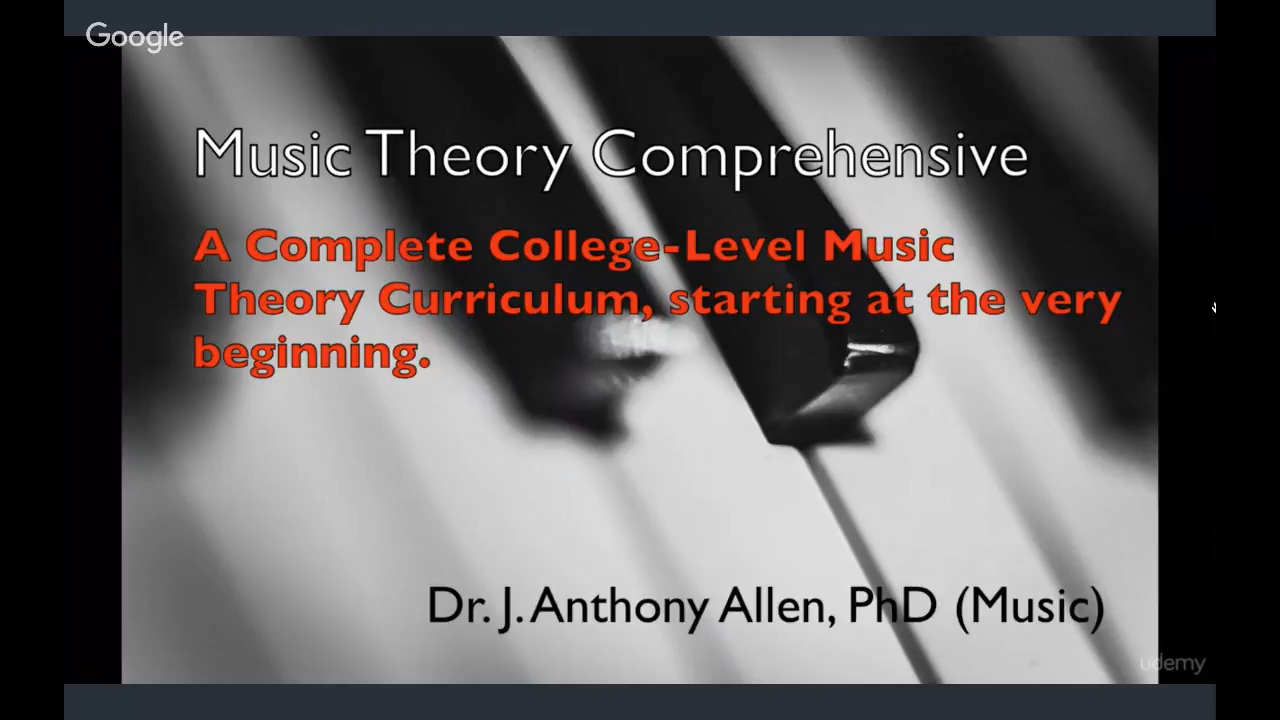 Google
Music Theory Comprehensive
A Complete College-Level Music
Theory Curriculum, starting at the very
beginning.
Dr. J. Anthony Allen, PhD (Music)
udemy